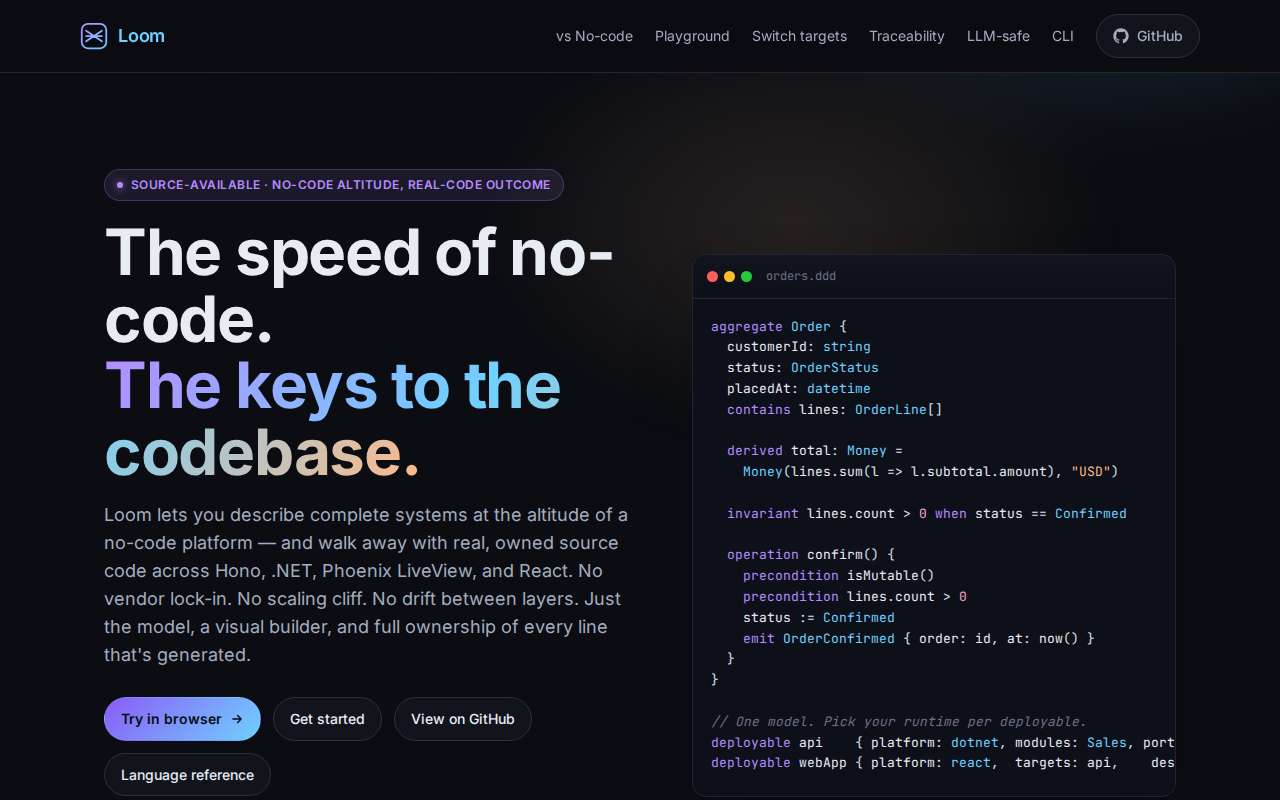 Loom
vs No-code
Playground
Switch targets
Traceability
LLM-safe
CLI
GitHub
SOURCE-AVAILABLE · NO-CODE ALTITUDE, REAL-CODE OUTCOME
The speed of no-
code.
The keys to the
codebase.
Loom lets you describe complete systems at the altitude of a
no-code platform — and walk away with real, owned source
code across Hono, .NET, Phoenix LiveView, and React. No
vendor lock-in. No scaling cliff. No drift between layers. Just
the model, a visual builder, and full ownership of every line
that's generated.
Try in browser →
Get started
View on GitHub
Language reference
orders.ddd
aggregate Order {
  customerId: string
  status: OrderStatus
  placedAt: datetime
  contains lines: OrderLine[]
  derived total: Money =
    Money(lines.sum(l => l.subtotal.amount), "USD")
  invariant lines.count > 0 when status == Confirmed
  operation confirm() {
    precondition isMutable()
    precondition lines.count > 0
    status := Confirmed
    emit OrderConfirmed { order: id, at: now() }
  }
}
// One model. Pick your runtime per deployable.
deployable api    { platform: dotnet, modules: Sales, port
deployable webApp { platform: react,  targets: api,    des